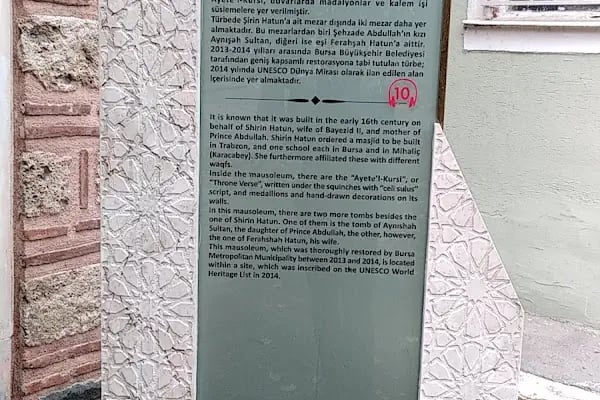 Ayete'l-Kürsi, duvarlarda madalyonlar ve kalem işi
süslemelere yer verilmiştir.
Türbede Şirin Hatun'a ait mezar dışında iki mezar daha yer
almaktadır. Bu mezarlardan biri Şehzade Abdullah'ın kızı
Aynışah Sultan, diğeri ise eşi Ferahşah Hatun'a aittir.
2013-2014 yılları arasında Bursa Büyükşehir Belediyesi
tarafından geniş kapsamlı restorasyona tabi tutulan türbe;
2014 yılında UNESCO Dünya Mirası olarak ilan edilen alan
içerisinde yer almaktadır.
10
It is known that it was built in the early 16th century on
behalf of Shirin Hatun, wife of Bayezid II, and mother of
Prince Abdullah. Shirin Hatun ordered a masjid to be built
in Trabzon, and one school each in Bursa and in Mihaliç
(Karacabey). She furthermore affiliated these with different
waqfs.
Inside the mausoleum, there are the "Ayete'l-Kursi", or
"Throne Verse", written under the squinches with "celi sulus"
script, and medallions and hand-drawn decorations on its
walls.
In this mausoleum, there are two more tombs besides the
one of Shirin Hatun. One of them is the tomb of Aynıshah
Sultan, the daughter of Prince Abdullah, the other, however,
the one of Ferahshah Hatun, his wife.
This mausoleum, which was thoroughly restored by Bursa
Metropolitan Municipality between 2013 and 2014, is located
within a site, which was inscribed on the UNESCO World
Heritage List in 2014.